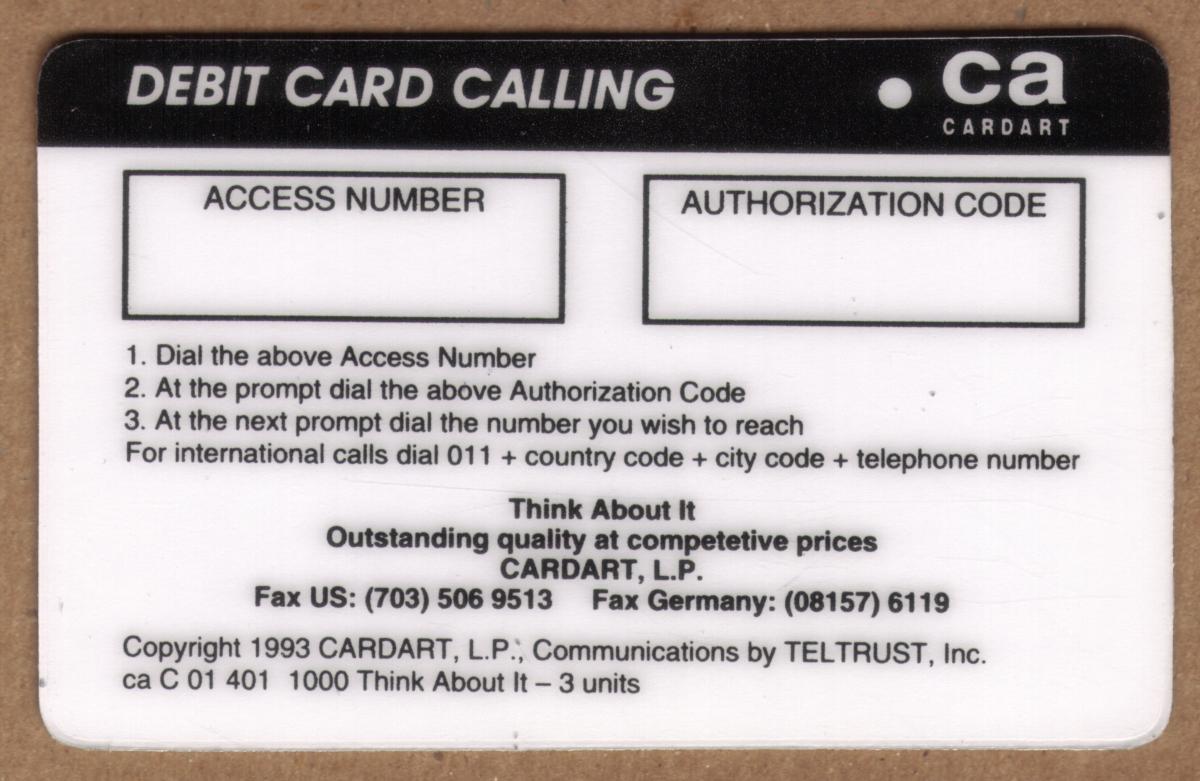 DEBIT CARD CALLING
. ca
CARDART
ACCESS NUMBER
AUTHORIZATION CODE
1. Dial the above Access Number
2. At the prompt dial the above Authorization Code
3. At the next prompt dial the number you wish to reach
For international calls dial 011 + country code + city code + telephone number
Think About It
Outstanding quality at competetive prices
CARDART, L.P.
Fax US: (703) 506 9513 Fax Germany: (08157) 6119
Copyright 1993 CARDART, L.P., Communications by TELTRUST, Inc.
ca C 01 401 1000 Think About It – 3 units